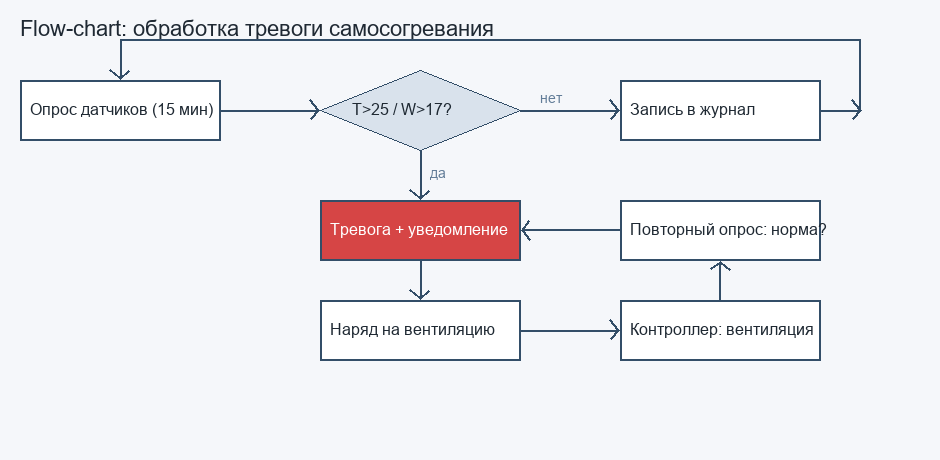 Flow-chart: обработка тревоги самосогревания
Опрос датчиков (15 мин)
T>25 / W>17?
нет
Запись в журнал
да
Тревога + уведомление
Повторный опрос: норма?
Наряд на вентиляцию
Контроллер: вентиляция